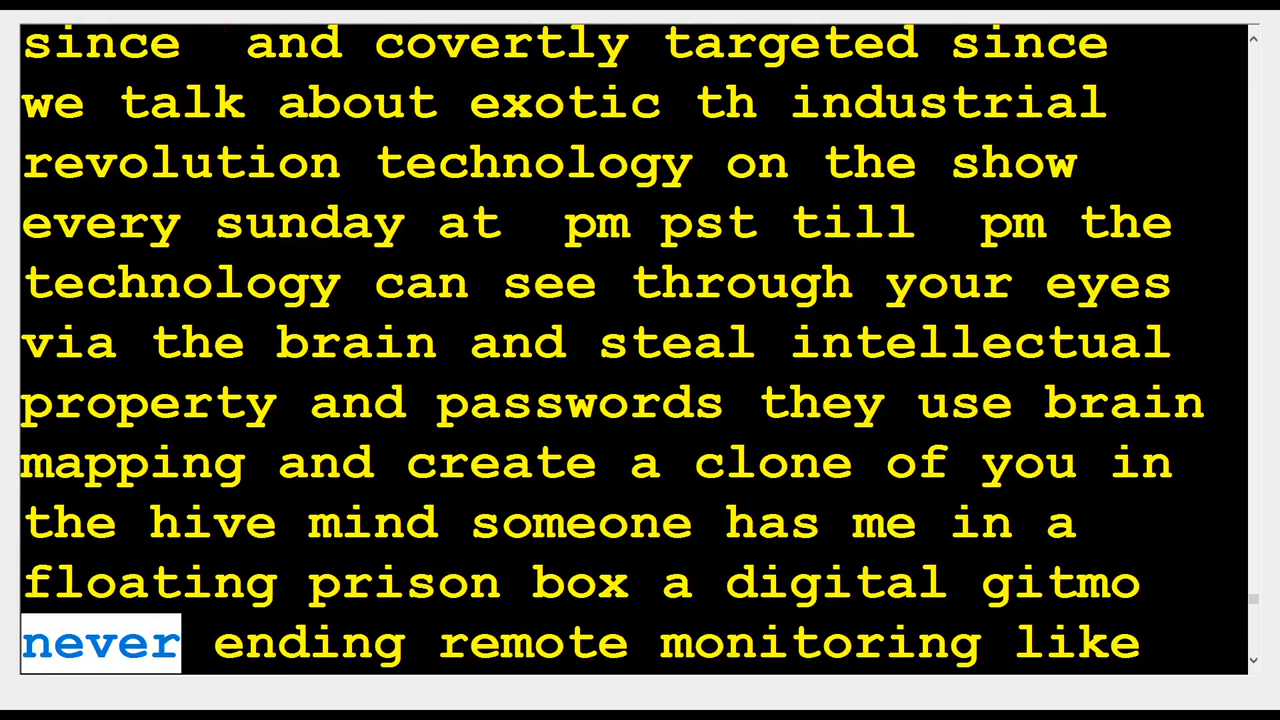 since  and covertly targeted since
we talk about exotic th industrial
revolution technology on the show
every sunday at  pm pst till  pm the
technology can see through your eyes
via the brain and steal intellectual
property and passwords they use brain
mapping and create a clone of you in
the hive mind someone has me in a
floating prison box a digital gitmo
never ending remote monitoring like